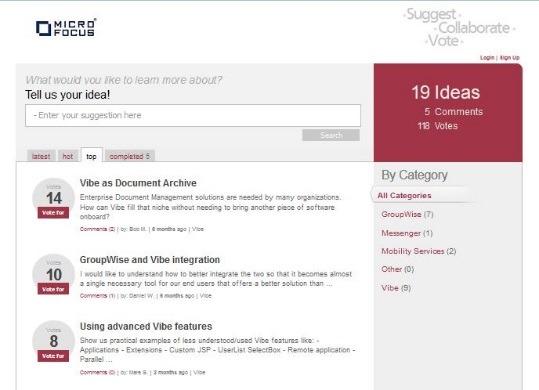 MICRO
FOCUS
Suggest
Collaborate
Vote
Login | Sign Up
What would you like to learn more about?
Tell us your idea!
- Enter your suggestion here
Search
19 Ideas
5 Comments
118 Votes
latest hot top completed 5
By Category
All Categories
GroupWise (7)
Messenger (1)
Mobility Services (2)
Other (0)
Vibe (9)
Votes
14
Vote for
Vibe as Document Archive
Enterprise Document Management solutions are needed by many organizations.
How can Vibe fill that niche without needing to bring another piece of software
onboard?
Comments (2) | by: Boo M. | 6 months ago | Vibe
Votes
10
Vote for
GroupWise and Vibe integration
I would like to understand how to better integrate the two so that it becomes almost
a single necessary tool for our end users that offers a better solution than ...
Comments (1) | by: Daniel W. | 6 months ago | Vibe
Votes
8
Vote for
Using advanced Vibe features
Show us practical examples of less understood/used Vibe features like: -
Applications - Extensions - Custom JSP - UserList SelectBox - Remote application -
Parallel ...
Comments (0) | by: Mark S. | 2 months ago | Vibe